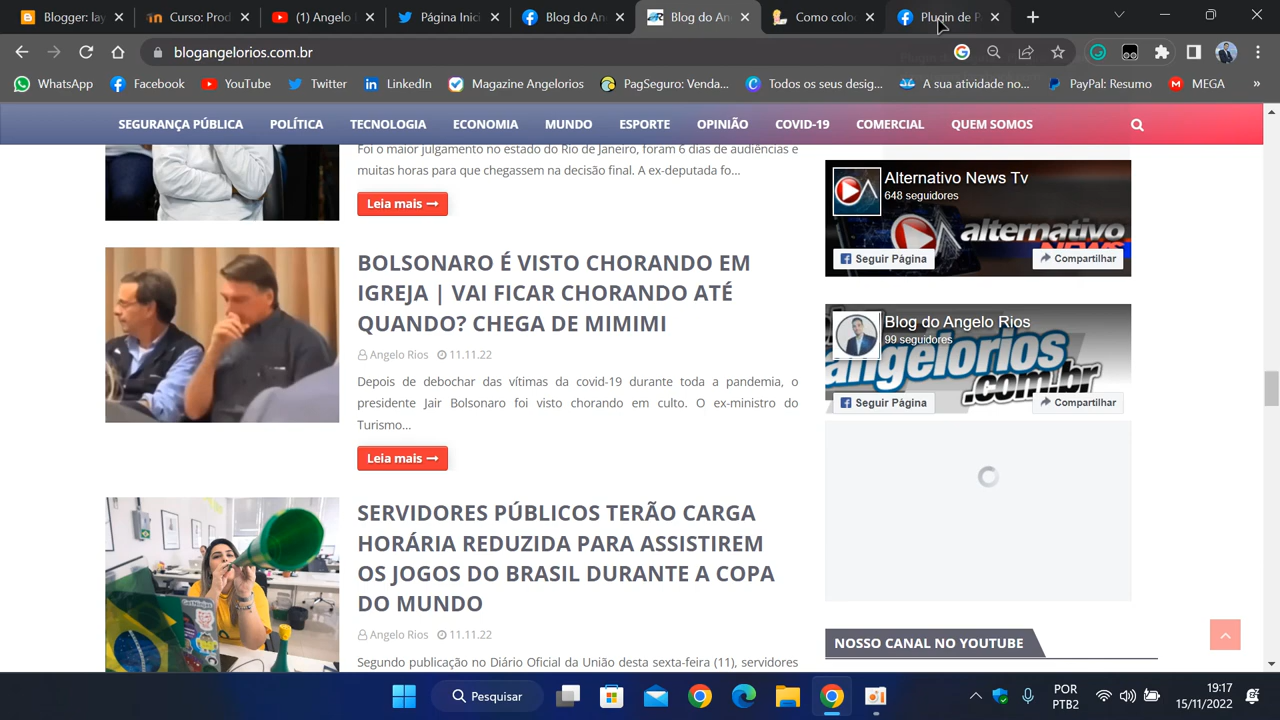 Blogger: lay
Curso: Prod
(1) Angelo
Página Inici
Blog do An
Blog do An
Como colo
Plugin de P
blogangelorios.com.br
WhatsApp
Facebook
YouTube
Twitter
LinkedIn
Magazine Angelorios
PagSeguro: Venda...
Todos os seus desig...
A sua atividade no...
PayPal: Resumo
MEGA
SEGURANÇA PÚBLICA
POLÍTICA
TECNOLOGIA
ECONOMIA
MUNDO
ESPORTE
OPINIÃO
COVID-19
COMERCIAL
QUEM SOMOS
Foi o maior julgamento no estado do Rio de Janeiro, foram 6 dias de audiências e
muitas horas para que chegassem na decisão final. A ex-deputada fo...
Leia mais
BOLSONARO É VISTO CHORANDO EM
IGREJA | VAI FICAR CHORANDO ATÉ
QUANDO? CHEGA DE MIMIMI
Angelo Rios 11.11.22
Depois de debochar das vítimas da covid-19 durante toda a pandemia, o
presidente Jair Bolsonaro foi visto chorando em culto. O ex-ministro do
Turismo...
Leia mais
SERVIDORES PÚBLICOS TERÃO CARGA
HORÁRIA REDUZIDA PARA ASSISTIREM
OS JOGOS DO BRASIL DURANTE A COPA
DO MUNDO
Angelo Rios 11.11.22
Segundo publicação no Diário Oficial da União desta sexta-feira (11), servidores
Alternativo News Tv
648 seguidores
alternativo
NEWS
Seguir Página
Compartilhar
Blog do Angelo Rios
99 seguidores
angelorios
.com.br
Seguir Página
Compartilhar
NOSSO CANAL NO YOUTUBE
Pesquisar
POR
PTB2
19:17
15/11/2022